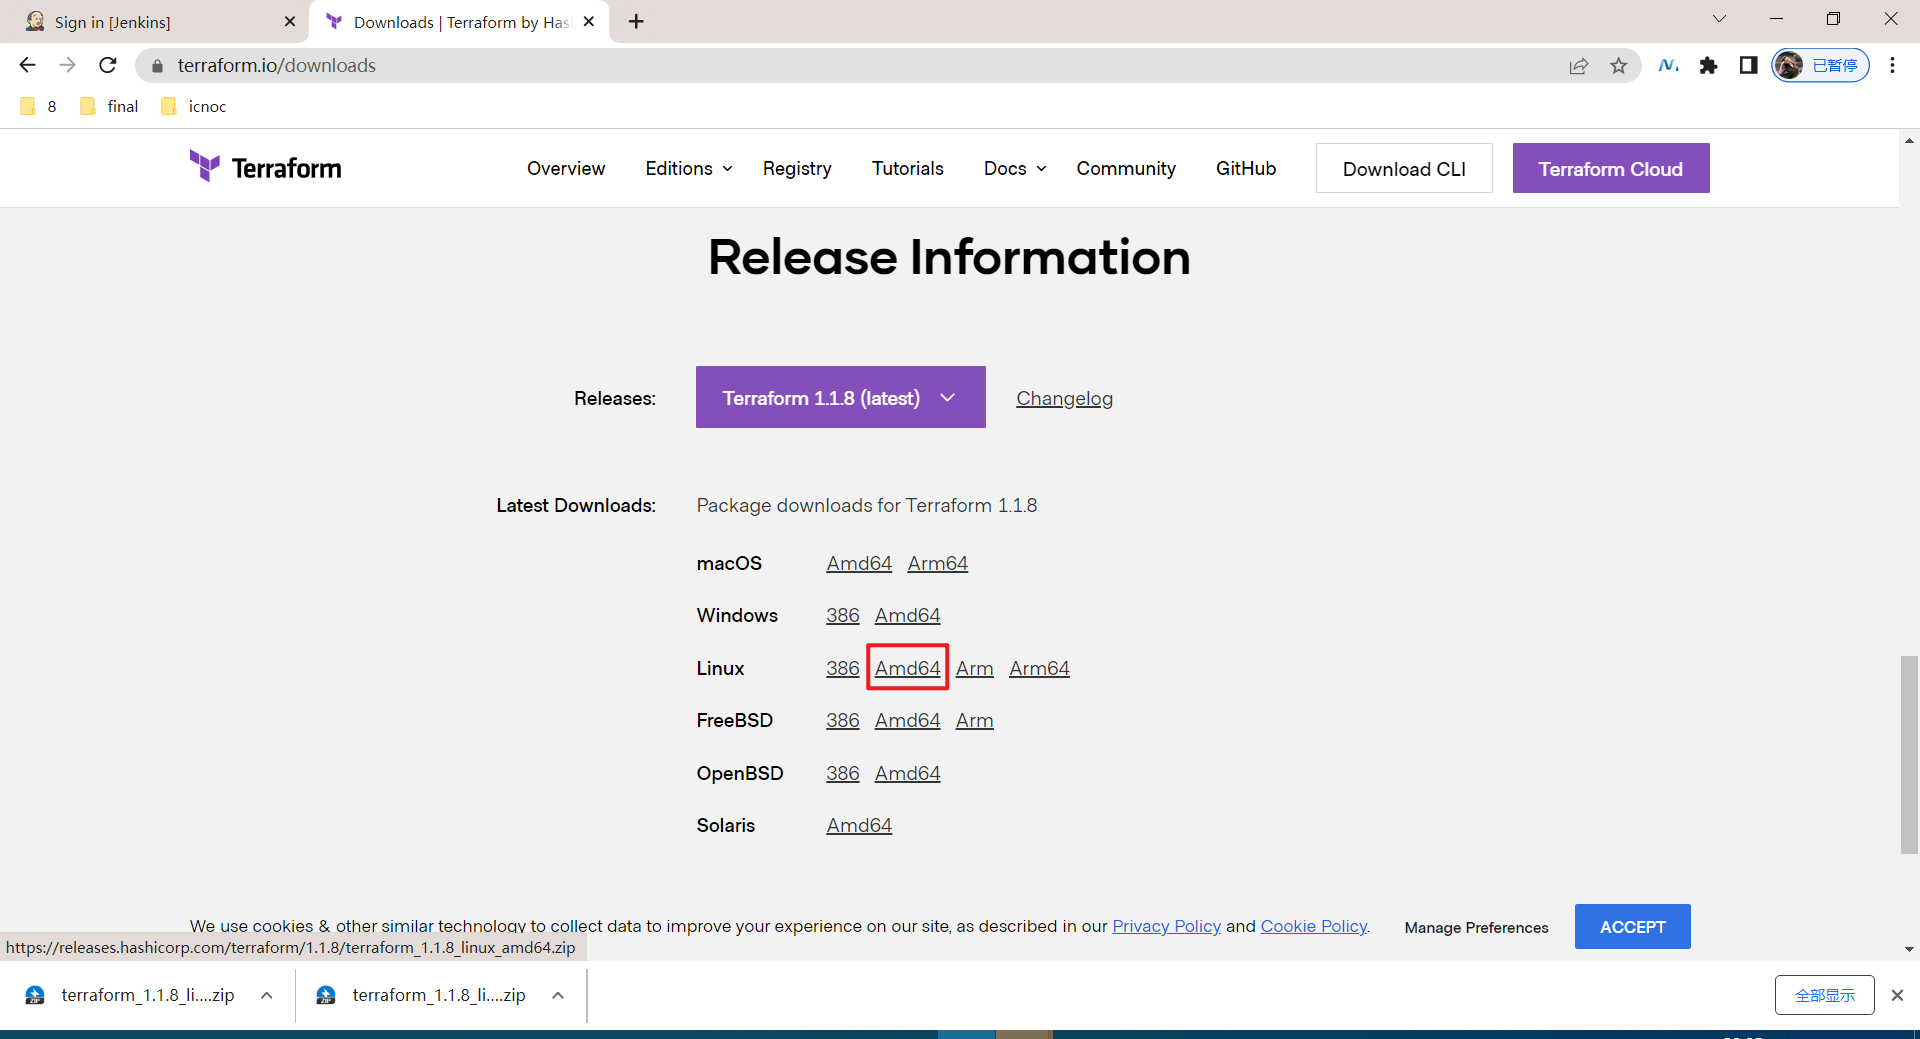 Sign in [Jenkins]
Downloads | Terraform by Has
terraform.io/downloads
已暂停
8 final icnoc
Terraform
Overview Editions Registry Tutorials Docs Community GitHub Download CLI Terraform Cloud
Release Information
Releases: Terraform 1.1.8 (latest) Changelog
Latest Downloads: Package downloads for Terraform 1.1.8
macOS Amd64 Arm64
Windows 386 Amd64
Linux 386 Amd64 Arm Arm64
FreeBSD 386 Amd64 Arm
OpenBSD 386 Amd64
Solaris Amd64
We use cookies & other similar technology to collect data to improve your experience on our site, as described in our Privacy Policy and Cookie Policy. Manage Preferences ACCEPT
https://releases.hashicorp.com/terraform/1.1.8/terraform_1.1.8_linux_amd64.zip
terraform_1.1.8_li....zip terraform_1.1.8_li....zip 全部显示